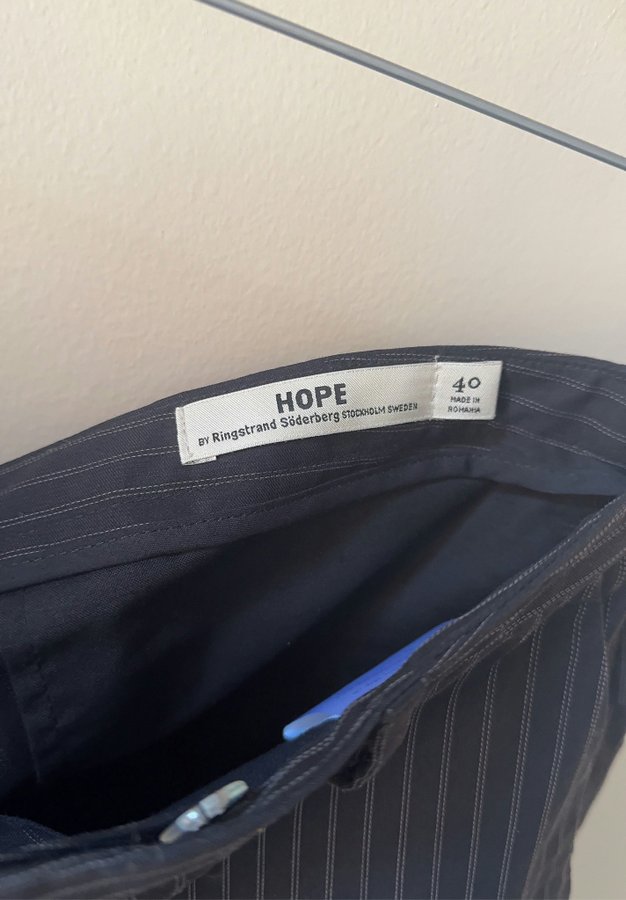 HOPE
BY Ringstrand Söderberg STOCKHOLM SWEDEN
40
MADE IN
ROMANIA